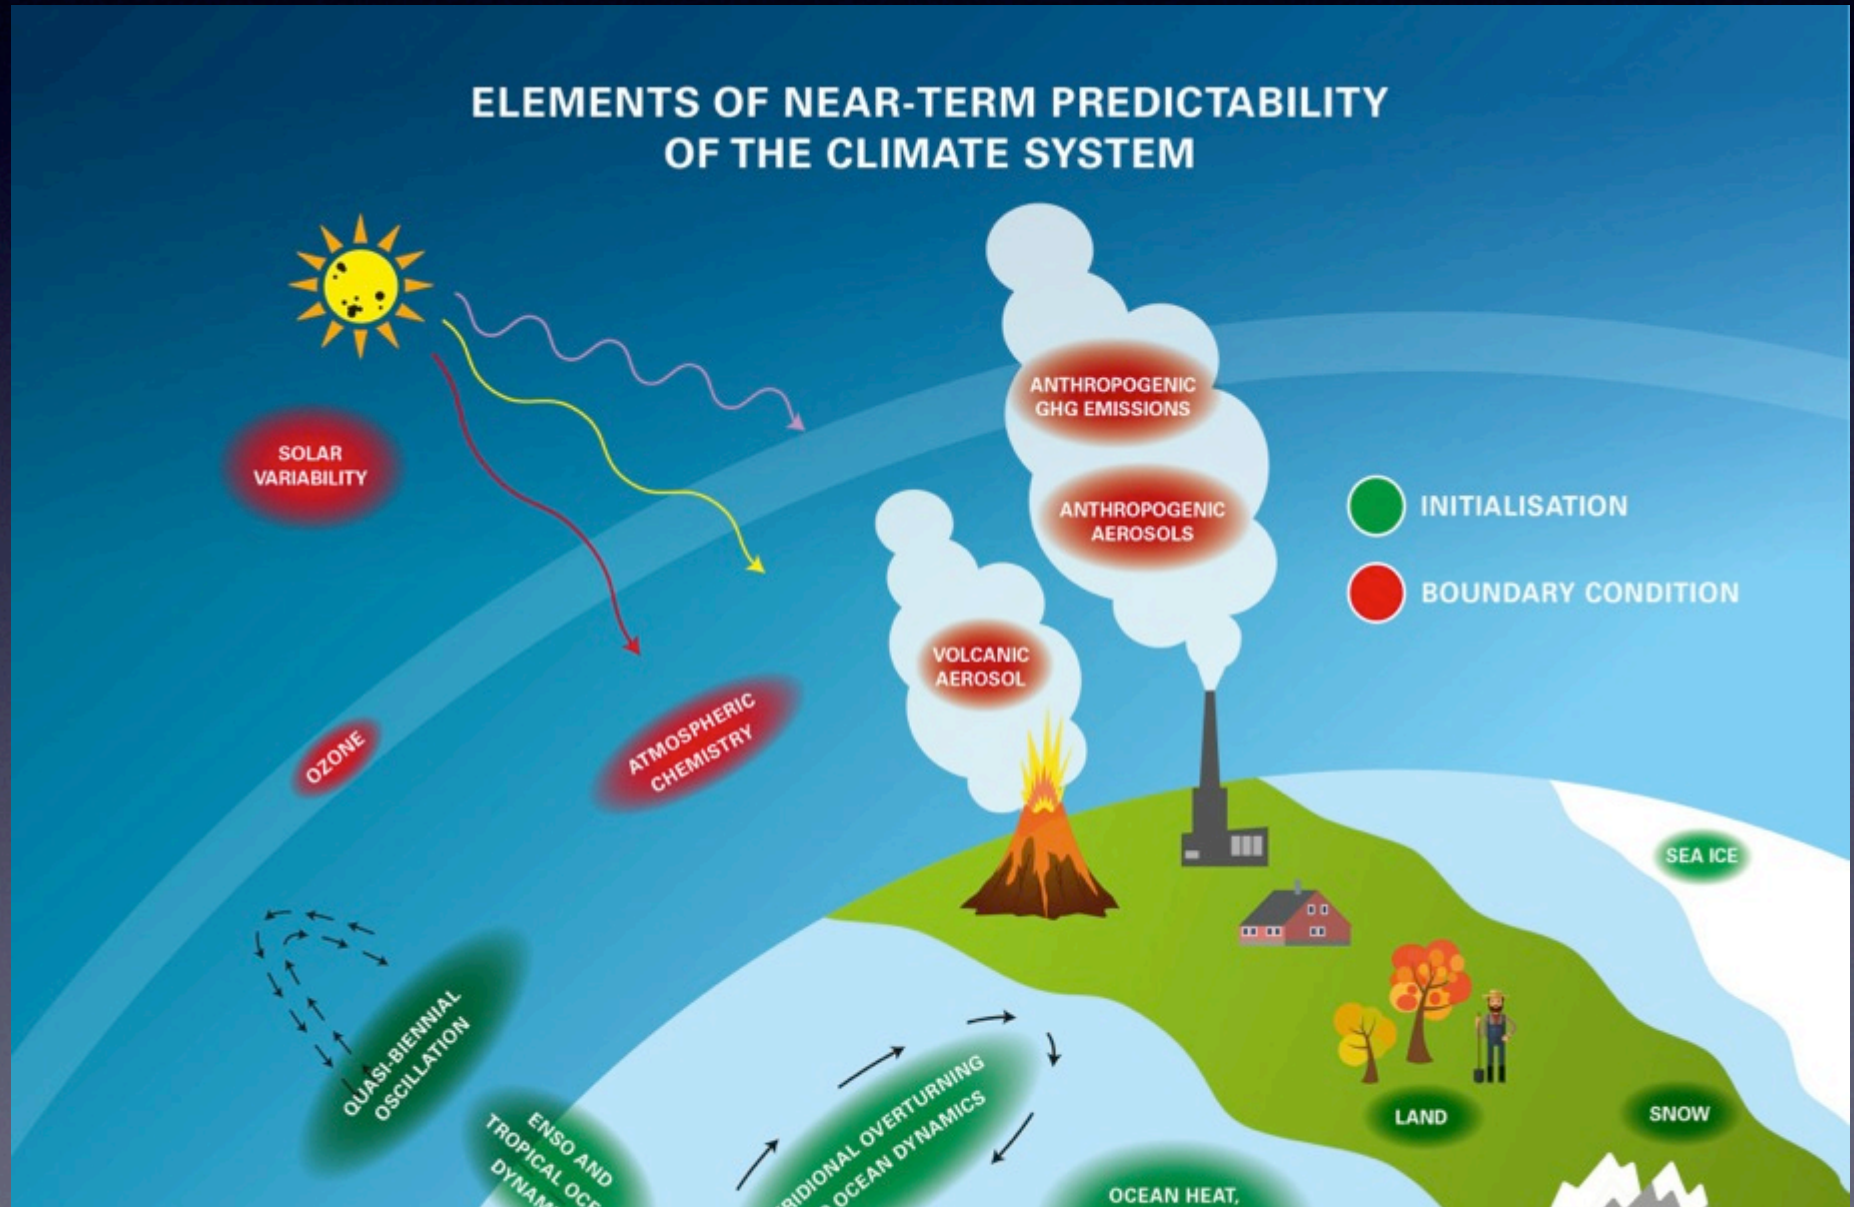 ELEMENTS OF NEAR-TERM PREDICTABILITY
OF THE CLIMATE SYSTEM
ANTHROPOGENIC
GHG EMISSIONS
SOLAR
VARIABILITY
ANTHROPOGENIC
AEROSOLS
INITIALISATION
BOUNDARY CONDITION
VOLCANIC
AEROSOL
ATMOSPHERIC
CHEMISTRY
OZONE
SEA ICE
QUASI-BIENNIAL
OSCILLATION
ENSO AND
TROPICAL
OVERTURNING
OCEAN DYNAMICS
LAND
SNOW
OCEAN HEAT,